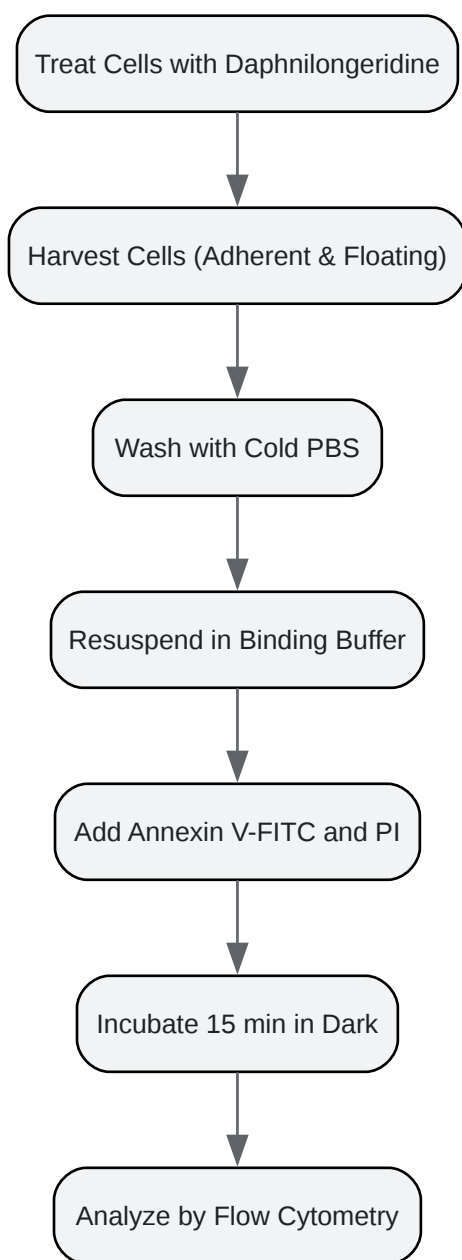 Treat Cells with Daphnilongeridine
Harvest Cells (Adherent & Floating)
Wash with Cold PBS
Resuspend in Binding Buffer
Add Annexin V-FITC and PI
Incubate 15 min in Dark
Analyze by Flow Cytometry